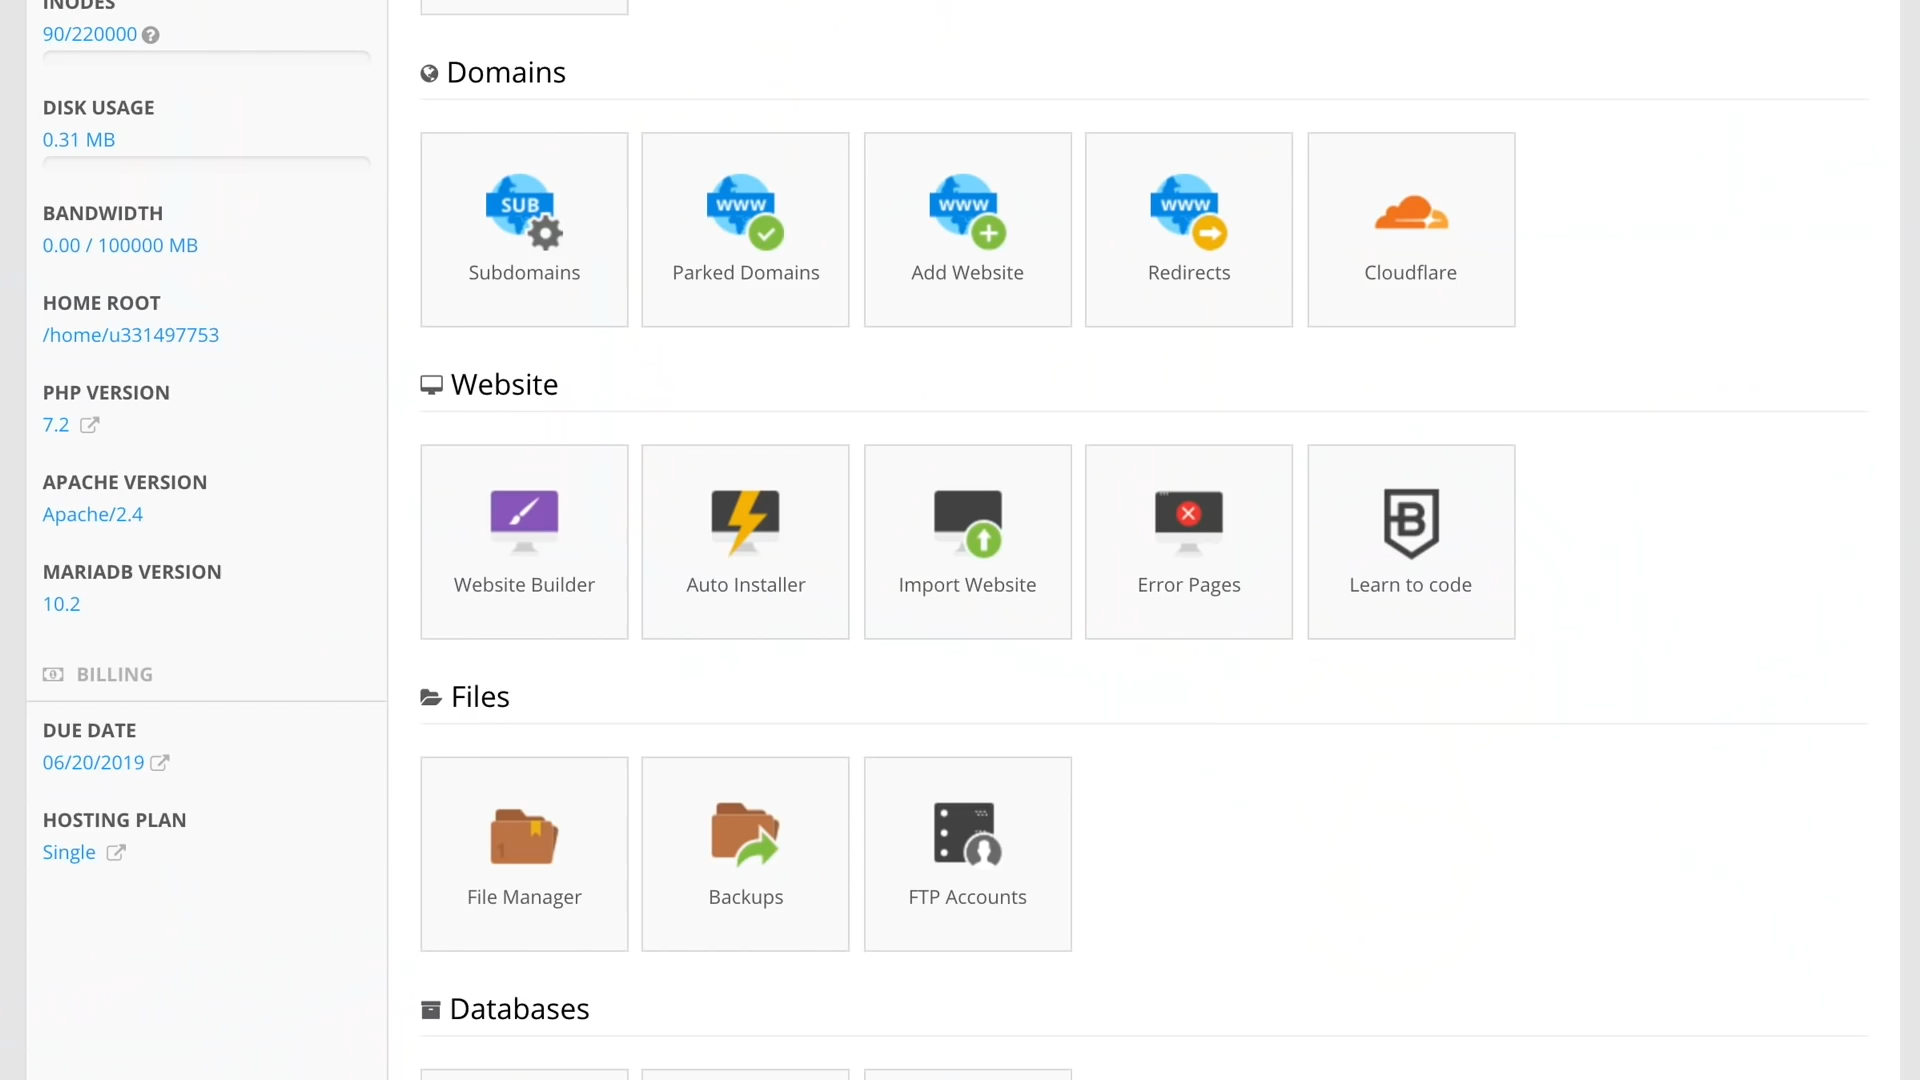 INODES
90/220000
DISK USAGE
0.31 MB
BANDWIDTH
0.00 / 100000 MB
HOME ROOT
/home/u331497753
PHP VERSION
7.2
APACHE VERSION
Apache/2.4
MARIADB VERSION
10.2
BILLING
DUE DATE
06/20/2019
HOSTING PLAN
Single
Domains
SUB
Subdomains
WWW
Parked Domains
WWW
Add Website
WWW
Redirects
Cloudflare
Website
Website Builder
Auto Installer
Import Website
Error Pages
B
Learn to code
Files
File Manager
Backups
FTP Accounts
Databases